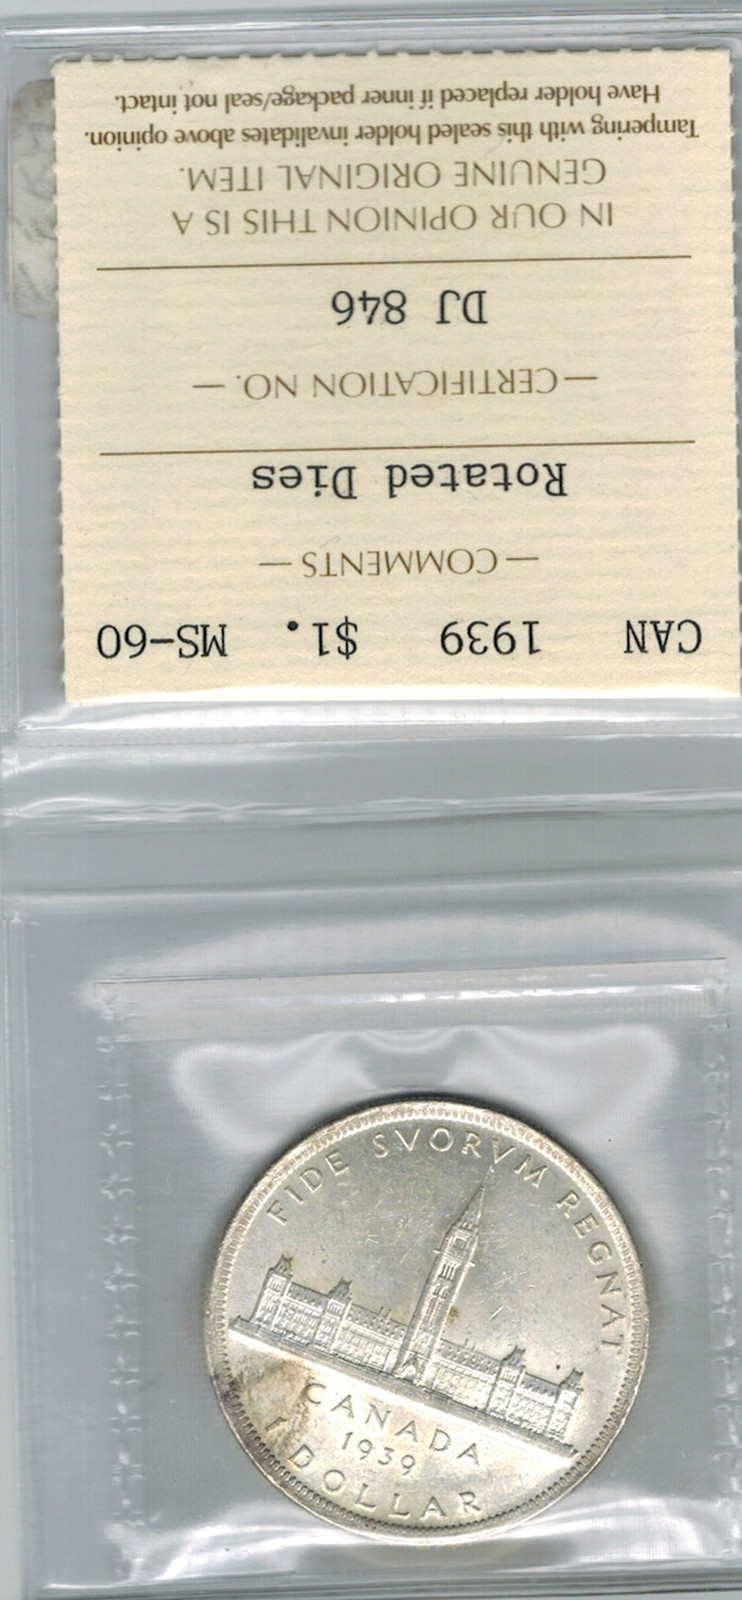 CAN 1939 $1. MS-60
— COMMENTS —
Rotated Dies
— CERTIFICATION NO. —
DJ 846
IN OUR OPINION THIS IS A
GENUINE ORIGINAL ITEM.
Tampering with this sealed holder invalidates above opinion.
Have holder replaced if inner package/seal not intact.
FIDE SVORVM REGNAT
CANADA
1939
1 DOLLAR